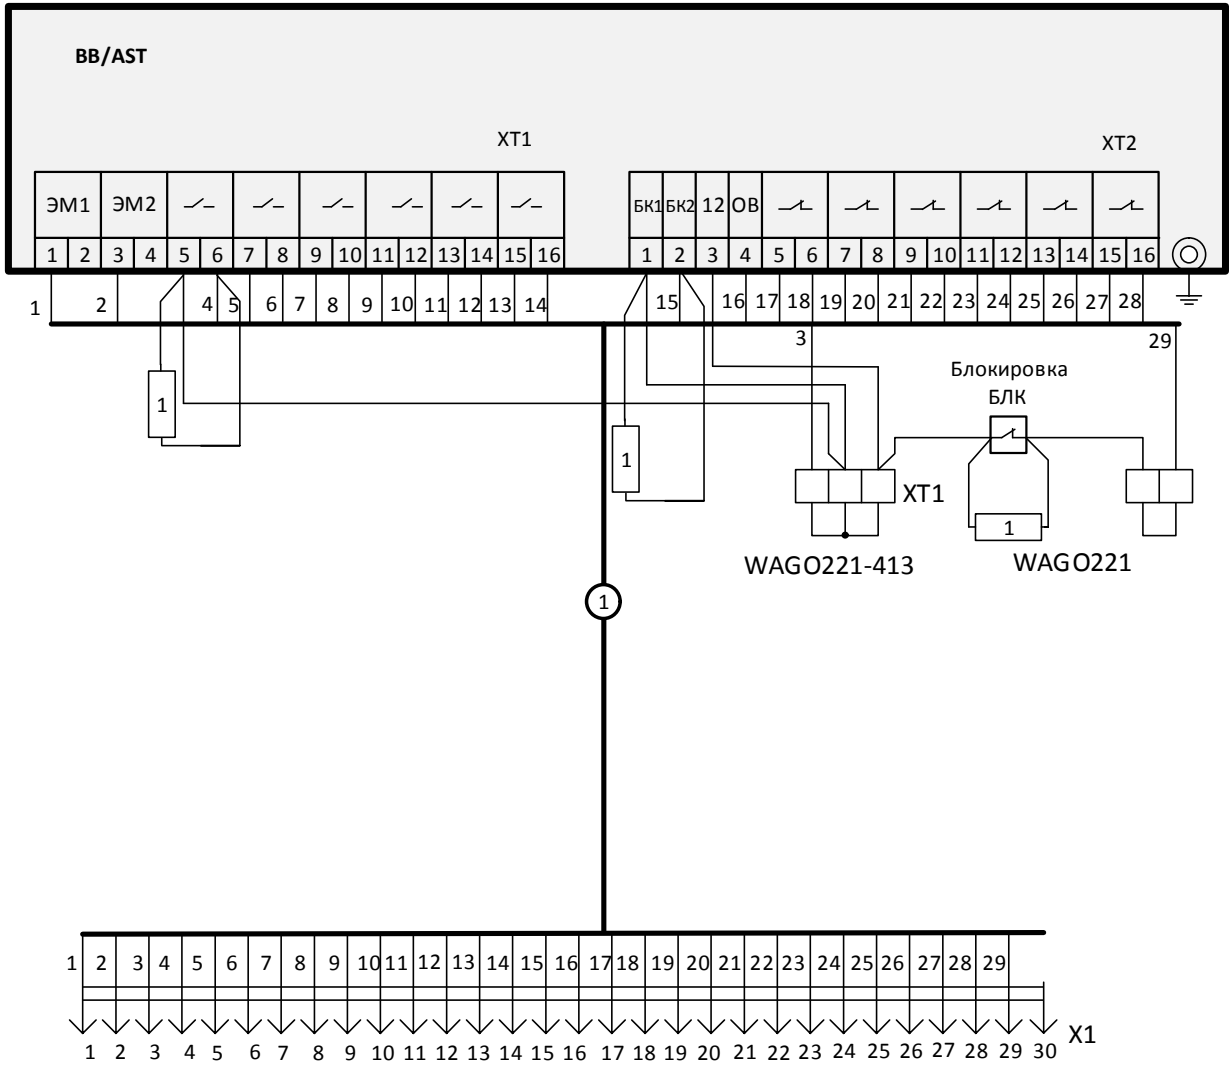 BB/AST
XT1
XT2
ЭМ1 ЭМ2
БК1 БК2 12 ОВ
1 2 3 4 5 6 7 8 9 10 11 12 13 14 15 16
1 2 3 4 5 6 7 8 9 10 11 12 13 14 15 16
1 2 4 5 6 7 8 9 10 11 12 13 14
15 16 17 18 19 20 21 22 23 24 25 26 27 28
3
29
Блокировка
БЛК
1
1
XT1
1
WAGO221-413
WAGO221
1
1 2 3 4 5 6 7 8 9 10 11 12 13 14 15 16 17 18 19 20 21 22 23 24 25 26 27 28 29
X1
1 2 3 4 5 6 7 8 9 10 11 12 13 14 15 16 17 18 19 20 21 22 23 24 25 26 27 28 29 30